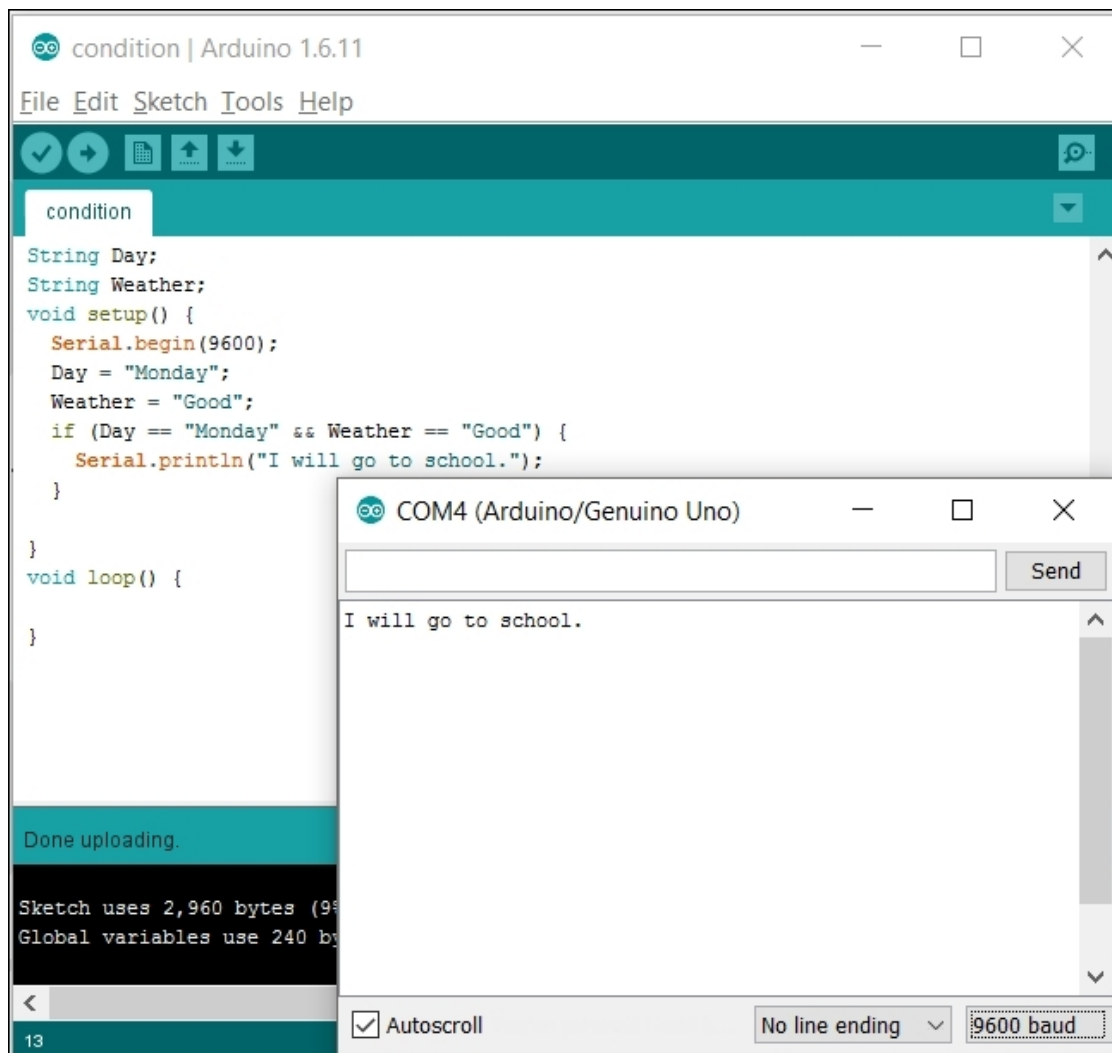 condition | Arduino 1.6.11
File Edit Sketch Tools Help
condition
String Day;
String Weather;
void setup() {
  Serial.begin(9600);
  Day = "Monday";
  Weather = "Good";
  if (Day == "Monday" && Weather == "Good") {
    Serial.println("I will go to school.");
  }
}
void loop() {
}
COM4 (Arduino/Genuino Uno)
Send
I will go to school.
Done uploading.
Sketch uses 2,960 bytes (9%
Global variables use 240
Autoscroll
No line ending
9600 baud
13